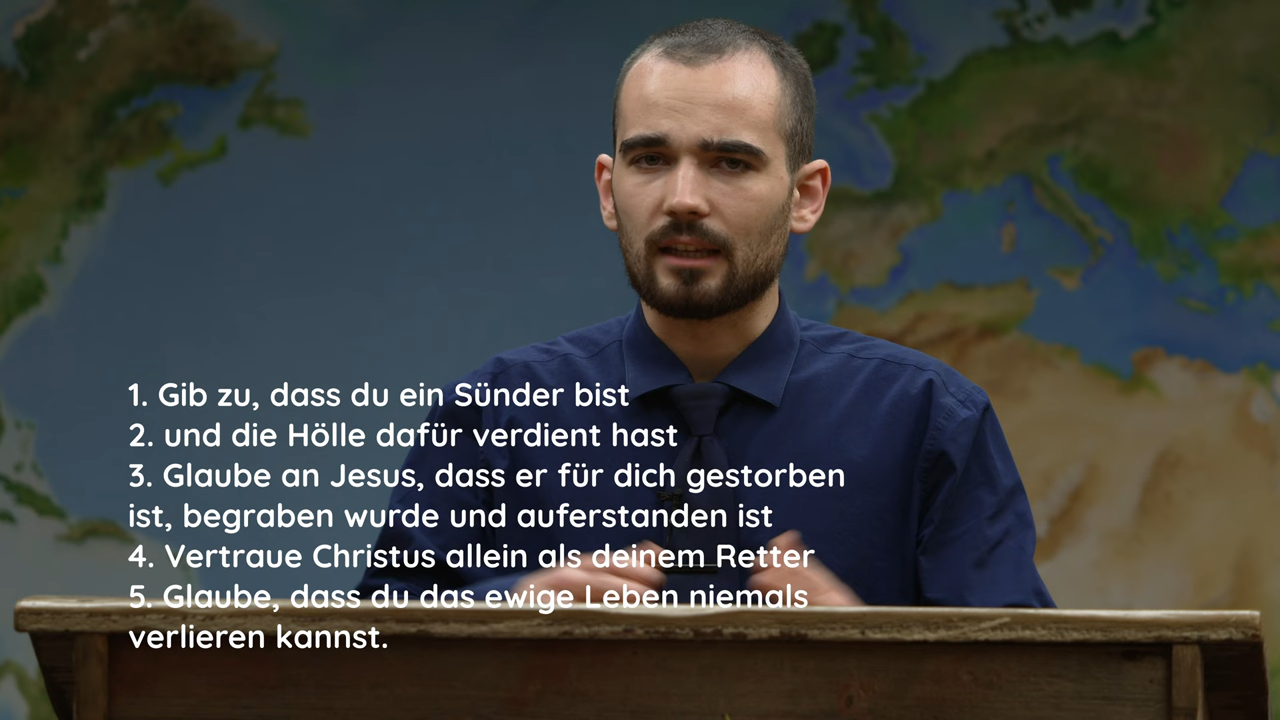 1. Gib zu, dass du ein Sünder bist
2. und die Hölle dafür verdient hast
3. Glaube an Jesus, dass er für dich gestorben
ist, begraben wurde und auferstanden ist
4. Vertraue Christus allein als deinem Retter
5. Glaube, dass du das ewige Leben niemals
verlieren kannst.